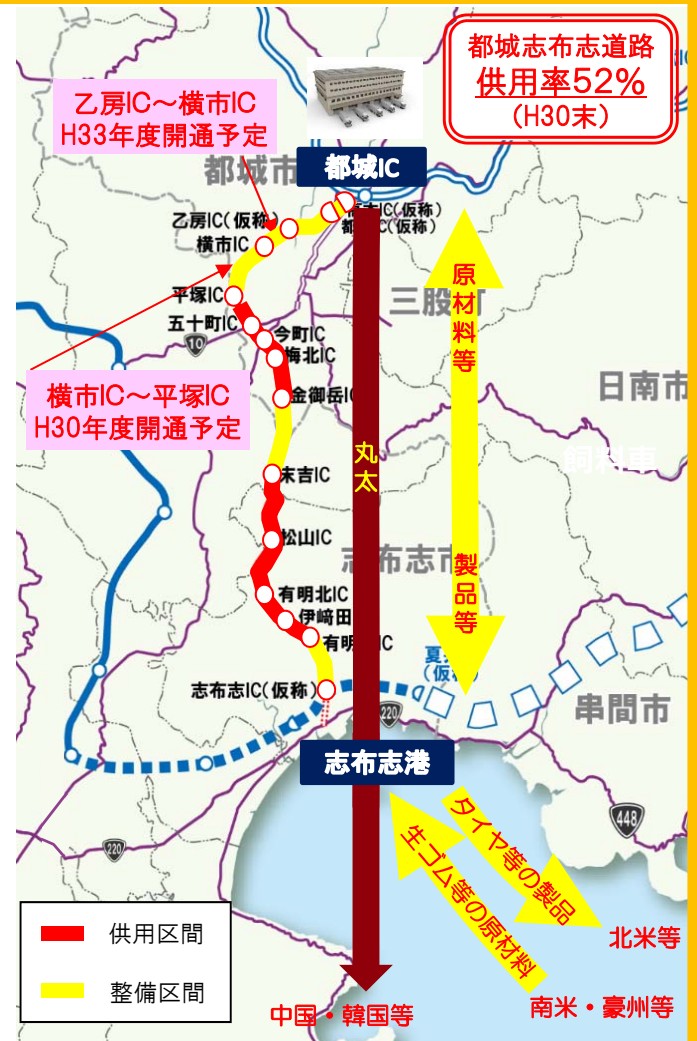 都城志布志道路
供用率52%
(H30末)
乙房IC～横市IC
H33年度開通予定
都城市
都城IC
乙房IC(仮称)
横市IC
平塚IC
五十町IC
10
今町IC
梅北IC
金御岳IC
三股町
原材料等
日南市
横市IC～平塚IC
H30年度開通予定
丸太
飼料車
末吉IC
松山IC
志布志市
製品等
有明北IC
伊﨑田
有明
IC
志布志IC(仮称)
(仮称)
220
串間市
志布志港
448
220
タイヤ等の製品
生ゴム等の原材料
北米等
南米・豪州等
中国・韓国等
供用区間
整備区間